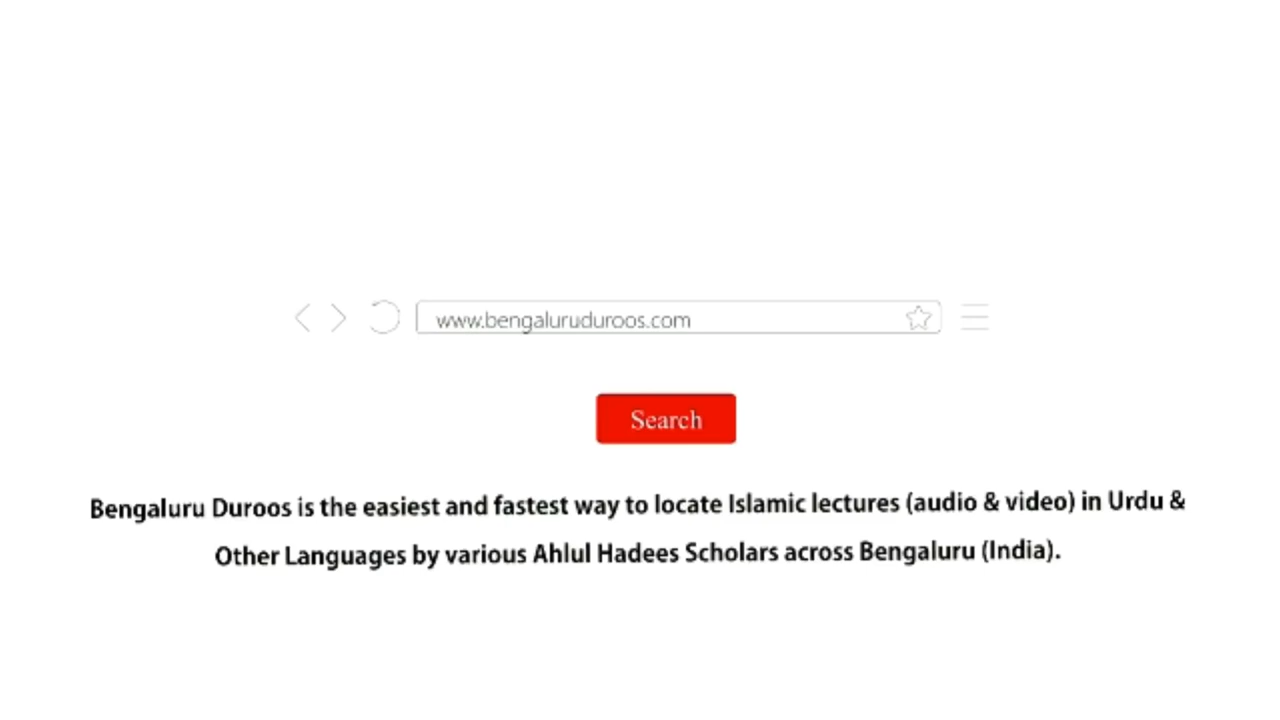 www.bengaluruduroos.com
Search
Bengaluru Duroos is the easiest and fastest way to locate Islamic lectures (audio & video) in Urdu &
Other Languages by various Ahlul Hadees Scholars across Bengaluru (India).